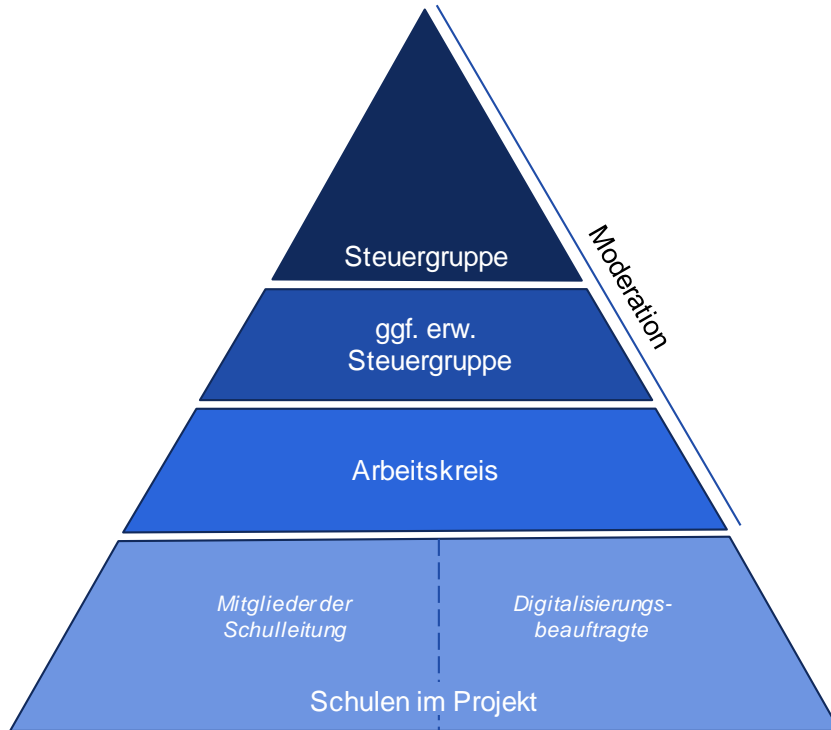 Steuergruppe
Moderation
ggf. erw.
Steuergruppe
Arbeitskreis
Mitglieder der
Schulleitung
Digitalisierungs-
beauftragte
Schulen im Projekt